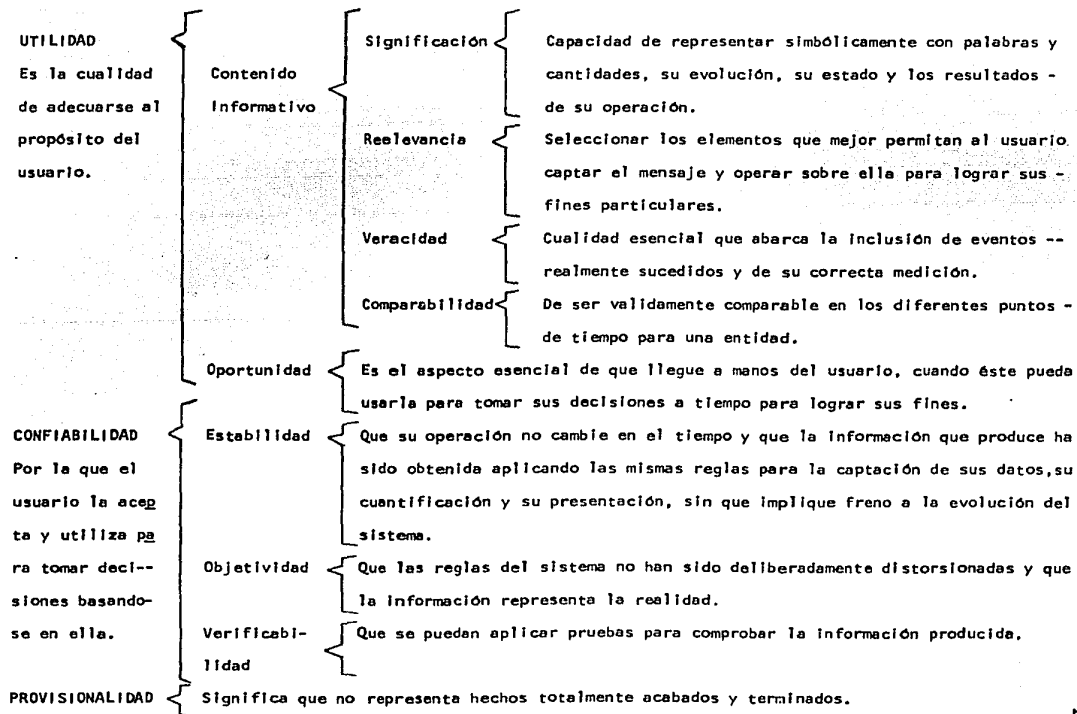 UTILIDAD
Es la cualidad
de adecuarse al
propósito del
usuario.
Contenido
Informativo
Significación
Capacidad de representar simbólicamente con palabras y
cantidades, su evolución, su estado y los resultados -
de su operación.
Reelevancia
Seleccionar los elementos que mejor permitan al usuario
captar el mensaje y operar sobre ella para lograr sus -
fines particulares.
Veracidad
Cualidad esencial que abarca la inclusión de eventos --
realmente sucedidos y de su correcta medición.
Comparabilidad
De ser validamente comparable en los diferentes puntos -
de tiempo para una entidad.
Oportunidad
Es el aspecto esencial de que llegue a manos del usuario, cuando éste pueda
usarla para tomar sus decisiones a tiempo para lograr sus fines.
CONFIABILIDAD
Por la que el
usuario la acep
ta y utiliza pa
ra tomar deci--
siones basando-
se en ella.
Estabilidad
Que su operación no cambie en el tiempo y que la información que produce ha
sido obtenida aplicando las mismas reglas para la captación de sus datos,su
cuantificación y su presentación, sin que implique freno a la evolución del
sistema.
Objetividad
Que las reglas del sistema no han sido deliberadamente distorsionadas y que
la información representa la realidad.
Verificabi-
lidad
Que se puedan aplicar pruebas para comprobar la información producida.
PROVISIONALIDAD
Significa que no representa hechos totalmente acabados y terminados.